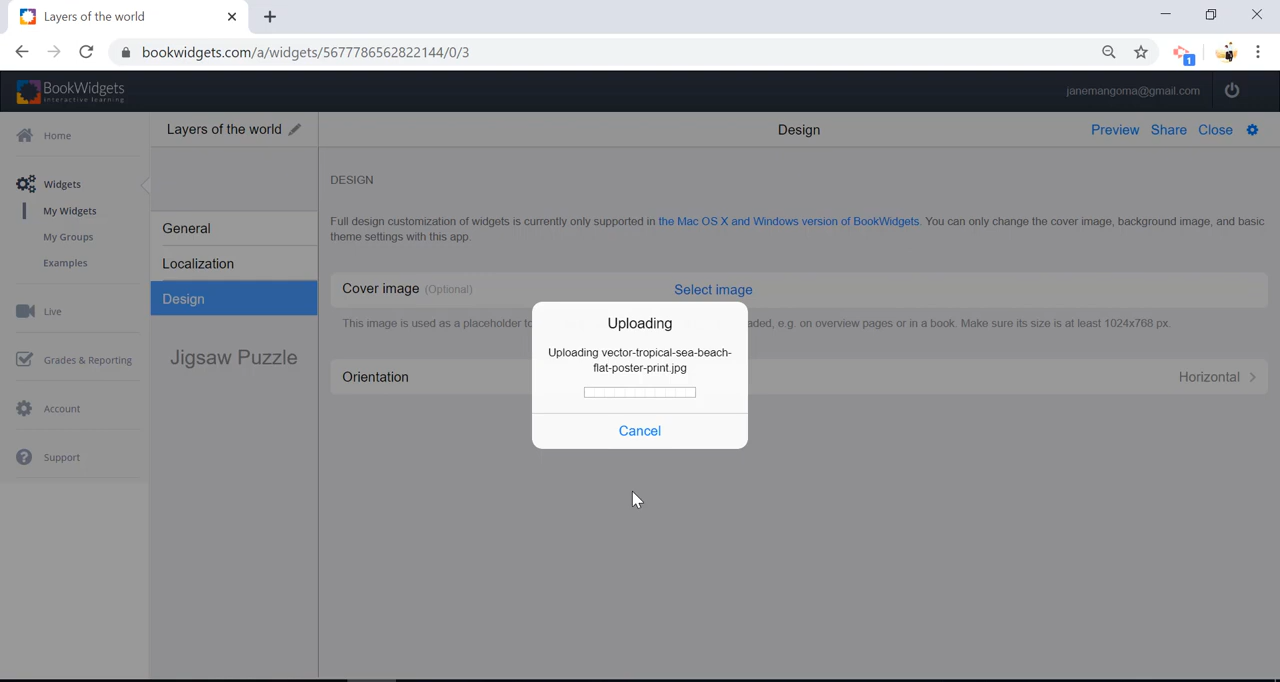 Layers of the world
bookwidgets.com/a/widgets/5677786562822144/0/3
1
BookWidgets
interactive learning
janemangoma@gmail.com
Home
Widgets
My Widgets
My Groups
Examples
Live
Grades & Reporting
Account
Support
Layers of the world
General
Localization
Design
Jigsaw Puzzle
Design
Preview Share Close
DESIGN
Full design customization of widgets is currently only supported in the Mac OS X and Windows version of BookWidgets. You can only change the cover image, background image, and basic
theme settings with this app.
Cover image (Optional) Select image
This image is used as a placeholder to aded, e.g. on overview pages or in a book. Make sure its size is at least 1024x768 px.
Orientation Horizontal
Uploading
Uploading vector-tropical-sea-beach-
flat-poster-print.jpg
Cancel